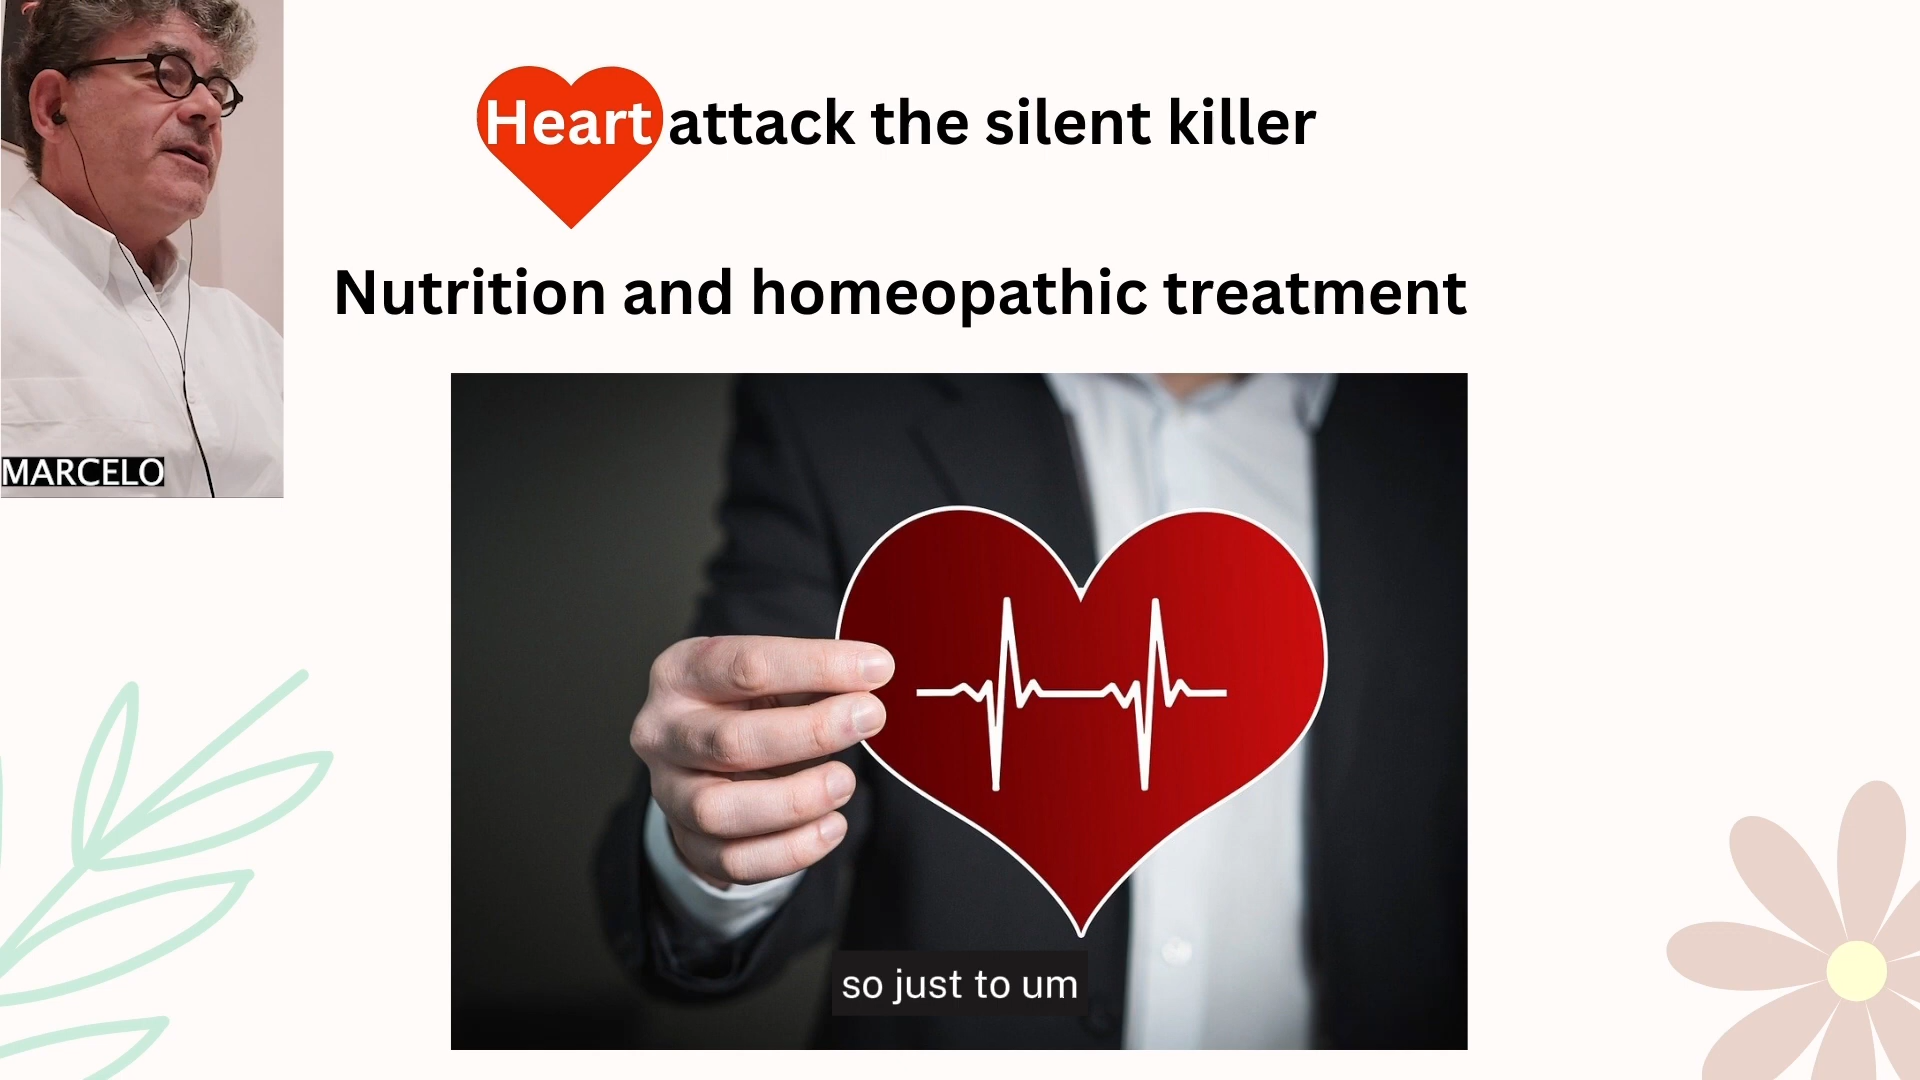 Heart attack the silent killer
Nutrition and homeopathic treatment
MARCELO
so just to um